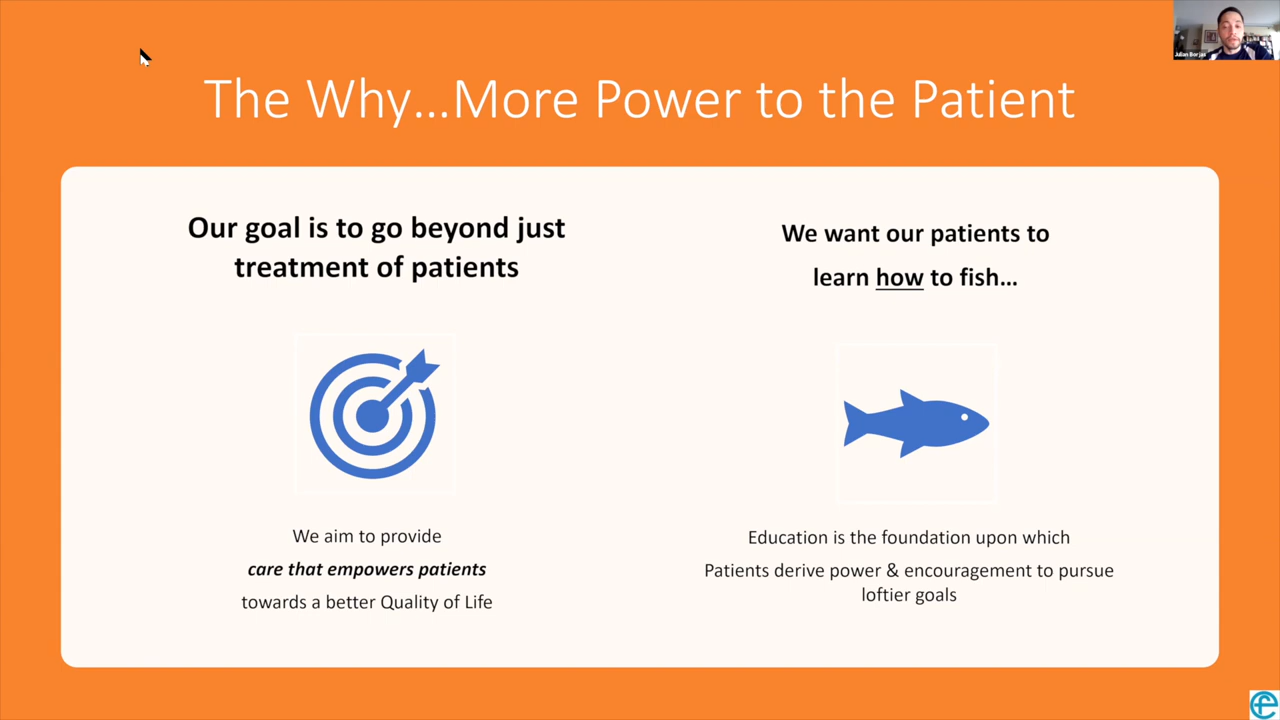 Julian Borjas
The Why...More Power to the Patient
Our goal is to go beyond just
treatment of patients
We want our patients to
learn how to fish...
We aim to provide
care that empowers patients
towards a better Quality of Life
Education is the foundation upon which
Patients derive power & encouragement to pursue
loftier goals